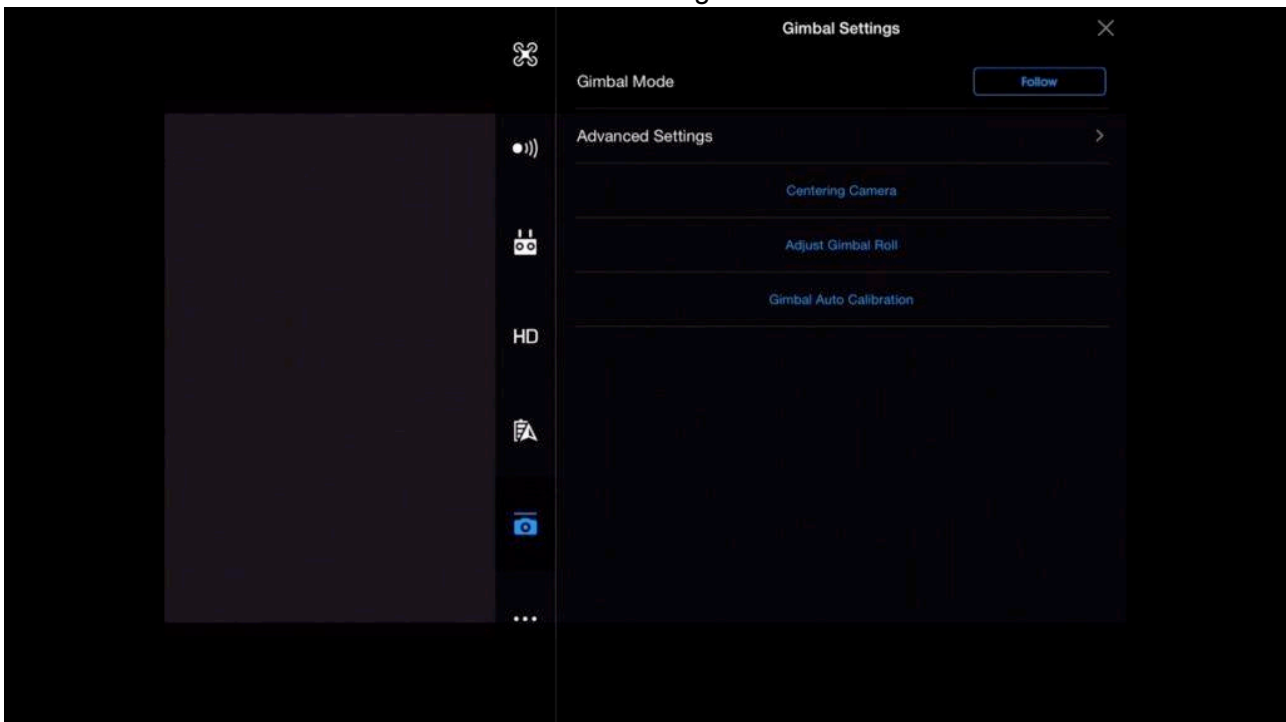 Gimbal Settings
Gimbal Mode
Follow
Advanced Settings
Centering Camera
Adjust Gimbal Roll
Gimbal Auto Calibration
HD